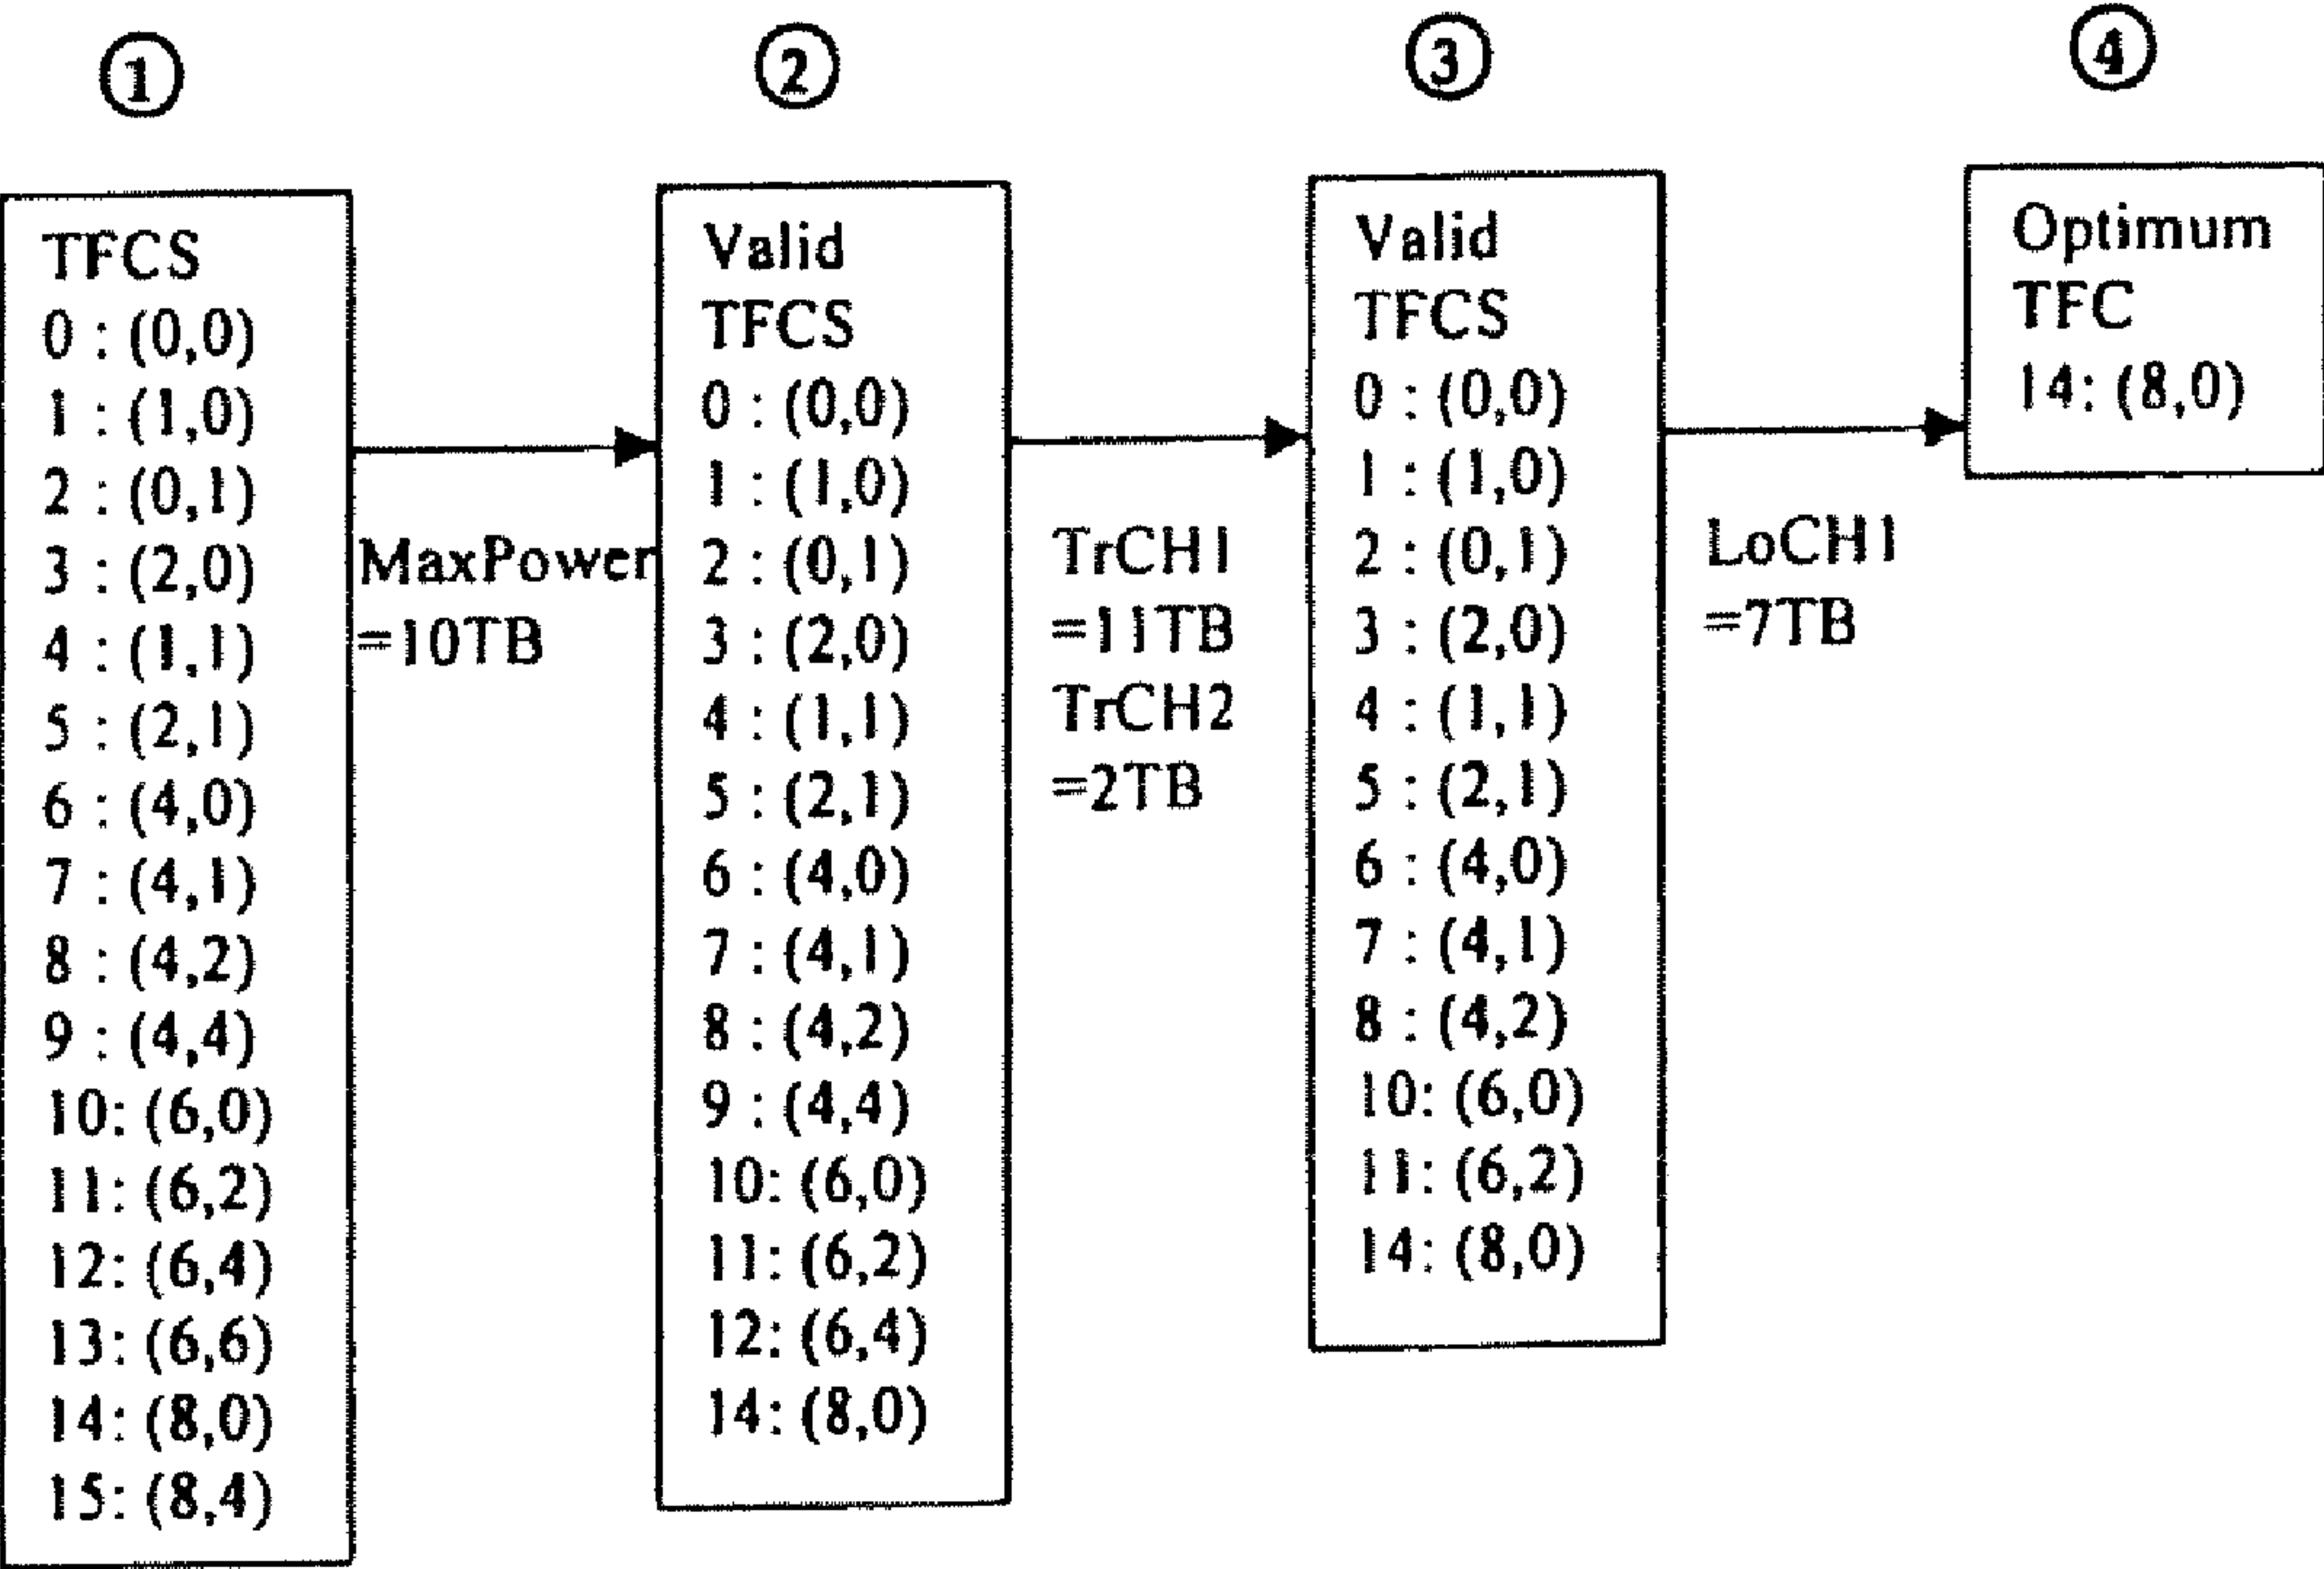 ①
②
③
④
TFCS
0 : (0,0)
1 : (1,0)
2 : (0,1)
3 : (2,0)
4 : (1,1)
5 : (2,1)
6 : (4,0)
7 : (4,1)
8 : (4,2)
9 : (4,4)
10: (6,0)
11: (6,2)
12: (6,4)
13: (6,6)
14: (8,0)
15: (8,4)
MaxPower
=10TB
Valid
TFCS
0 : (0,0)
1 : (1,0)
2 : (0,1)
3 : (2,0)
4 : (1,1)
5 : (2,1)
6 : (4,0)
7 : (4,1)
8 : (4,2)
9 : (4,4)
10: (6,0)
11: (6,2)
12: (6,4)
14: (8,0)
TrCH1
=11TB
TrCH2
=2TB
Valid
TFCS
0 : (0,0)
1 : (1,0)
2 : (0,1)
3 : (2,0)
4 : (1,1)
5 : (2,1)
6 : (4,0)
7 : (4,1)
8 : (4,2)
10: (6,0)
11: (6,2)
14: (8,0)
LoCH1
=7TB
Optimum
TFC
14: (8,0)